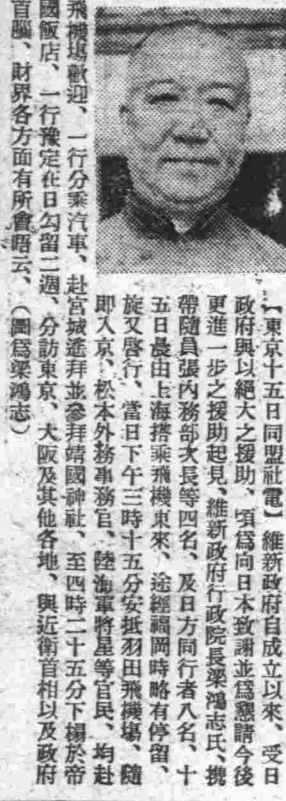 【東京十五日同盟社電】維新政府自成立以來、受日
政府與以絕大之援助、頃爲向日本致謝並爲懇請今後
更進一步之援助起見、維新政府行政院長梁鴻志氏、攜
帶隨員張內務部次長等四名、及日方同行者八名、十
五日晨由上海搭乘飛機東來、途經福岡時略有停留、
旋又啓行、當日下午三時十五分安抵羽田飛機場、隨
即入京、松本外務事務官、陸海軍將星等官民、均赴
飛機塲歡迎、一行分乘汽車、赴宮城遙拜並參拜靖國神社、至四時二十五分下榻於帝
國飯店、一行豫定在日勾留二週、分訪東京、大阪及其他各地、與近衛首相以及政府
首腦、財界各方面有所會晤云、（圖爲梁鴻志）